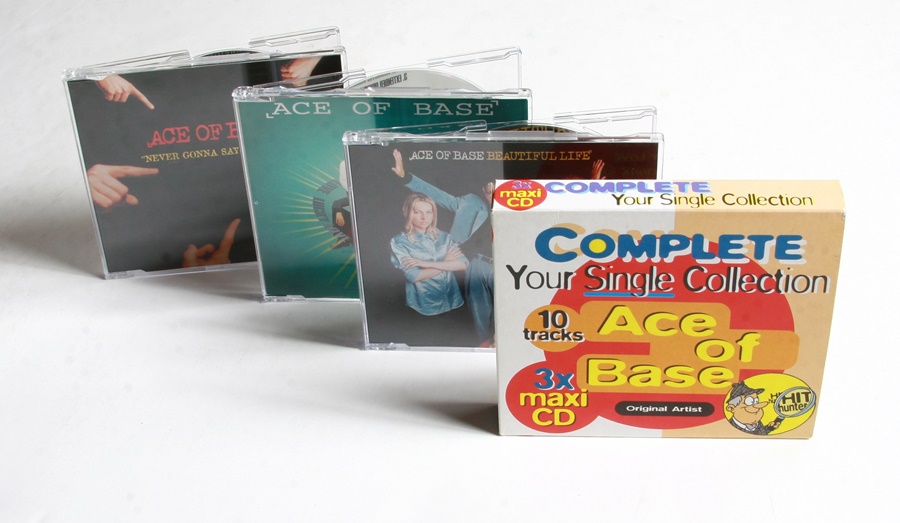 ACE OF B
"NEVER GONNA SAY
ACE OF BASE
ACE OF BASE BEAUTIFUL LIFE
3x
maxi
CD
COMPLETE
Your Single Collection
COMPLETE
Your Single Collection
10
tracks
Ace
of
Base
3x
maxi
CD
Original Artist
HIT
hunter